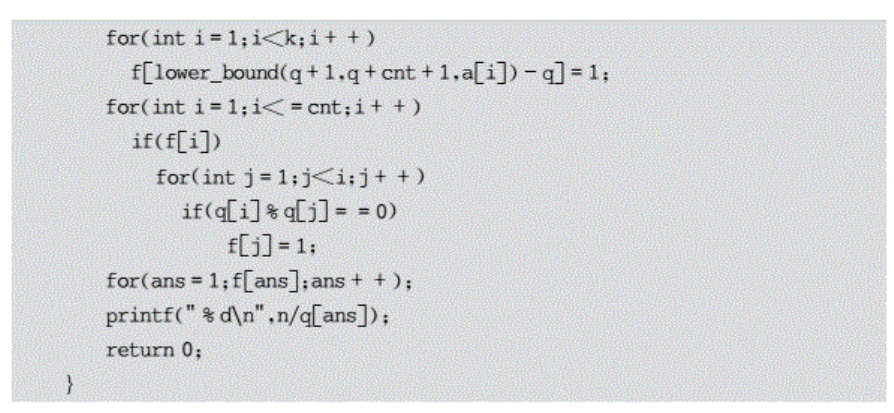 for(int i=1;i<k;i++)
f[lower_bound(q+1,q+cnt+1,a[i])-q]=1;
for(int i=1;i<=cnt;i++)
if(f[i])
for(int j=1;j<i;j++)
if(q[i]%q[j]==0)
f[j]=1;
for(ans=1;f[ans];ans++);
printf("%d\n",n/q[ans]);
return 0;
}